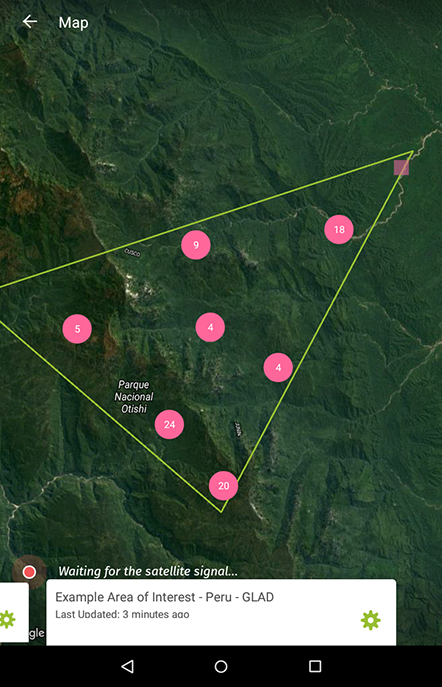 Map
18
9
CUSCO
5
4
4
Parque
Nacional
Otishi
24
JUNIN
20
Waiting for the satellite signal...
Example Area of Interest - Peru - GLAD
Last Updated: 3 minutes ago
gle